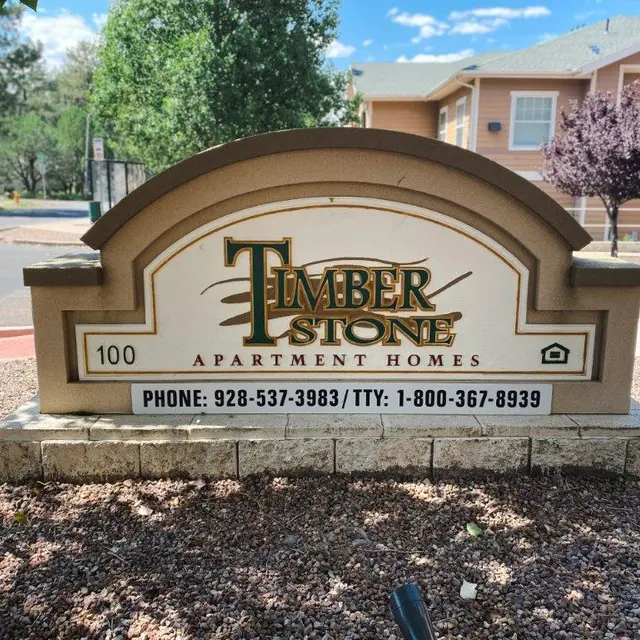 TIMBER
STONE
100
APARTMENT HOMES
PHONE: 928-537-3983/TTY: 1-800-367-8939